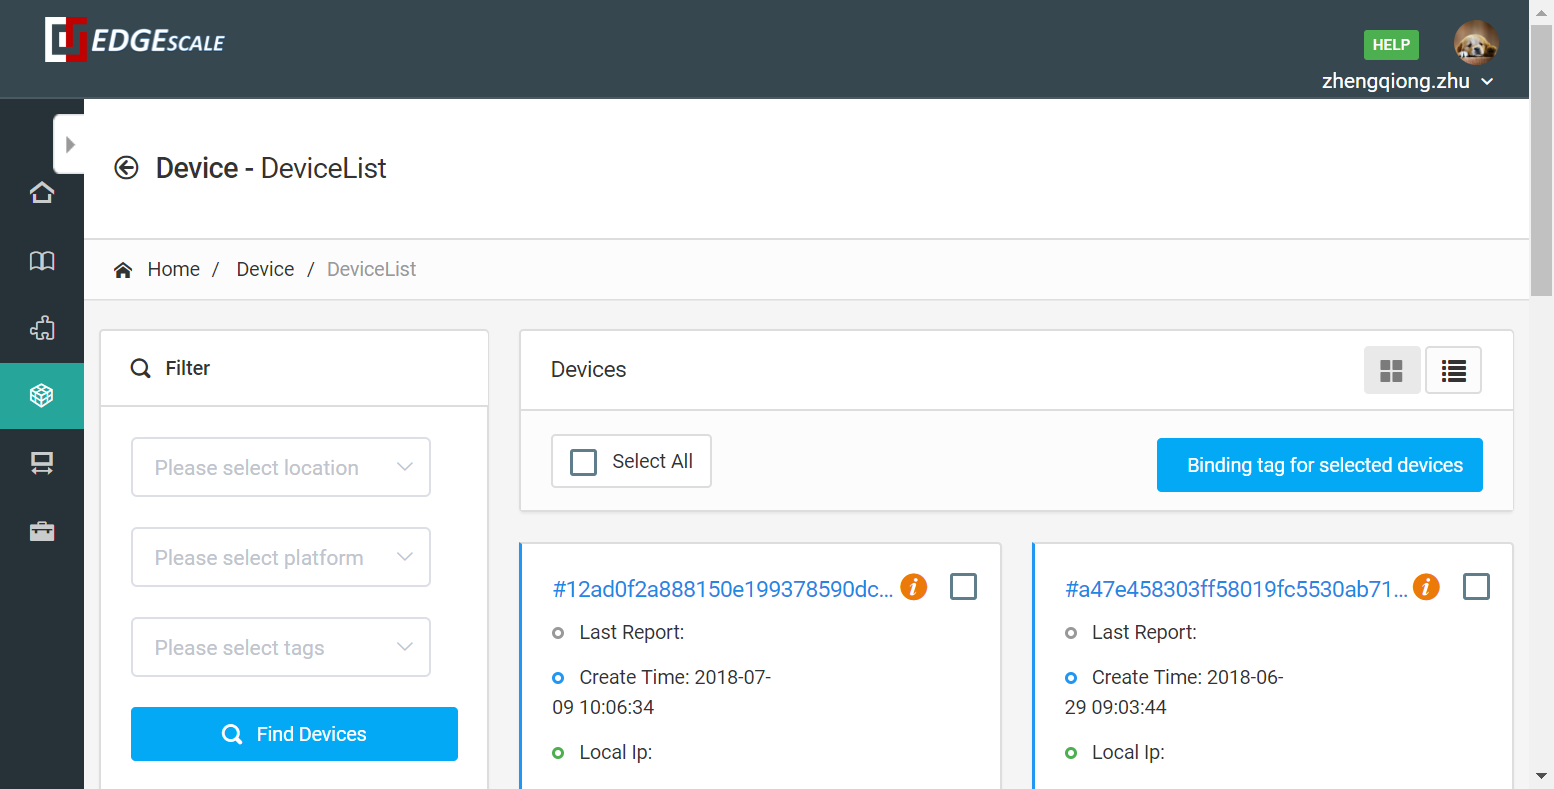 EDGESCALE
HELP
zhengqiong.zhu
Device - DeviceList
Home / Device / DeviceList
Filter
Please select location
Please select platform
Please select tags
Find Devices
Devices
Select All
Binding tag for selected devices
#12ad0f2a888150e199378590dc...
Last Report:
Create Time: 2018-07-
09 10:06:34
Local Ip:
#a47e458303ff58019fc5530ab71...
Last Report:
Create Time: 2018-06-
29 09:03:44
Local Ip: